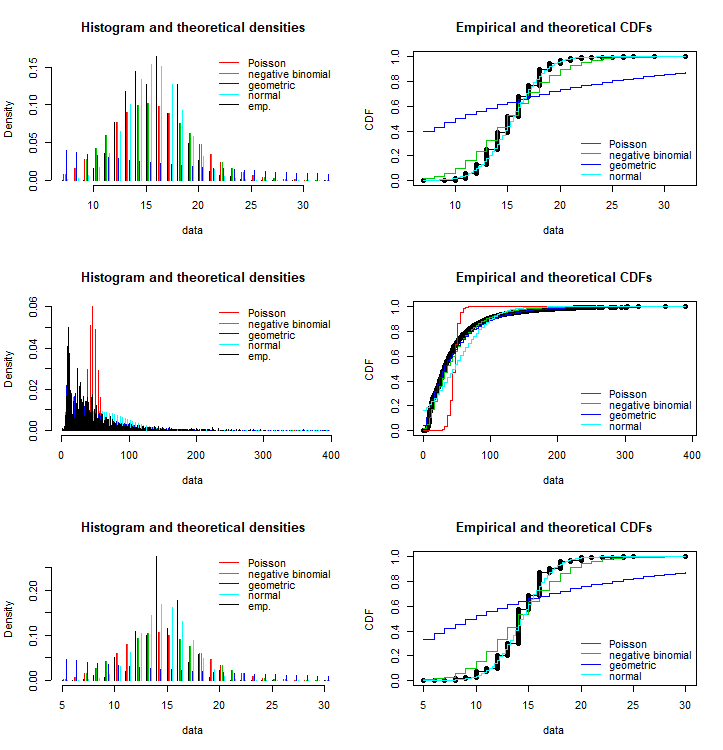 Histogram and theoretical densities
Density
0.00 0.05 0.10 0.15
Poisson
negative binomial
geometric
normal
emp.
10 15 20 25 30
data
Empirical and theoretical CDFs
CDF
0.0 0.2 0.4 0.6 0.8 1.0
Poisson
negative binomial
geometric
normal
10 15 20 25 30
data
Histogram and theoretical densities
Density
0.00 0.02 0.04 0.06
Poisson
negative binomial
geometric
normal
emp.
0 100 200 300 400
data
Empirical and theoretical CDFs
CDF
0.0 0.2 0.4 0.6 0.8 1.0
Poisson
negative binomial
geometric
normal
0 100 200 300 400
data
Histogram and theoretical densities
Density
0.00 0.10 0.20
Poisson
negative binomial
geometric
normal
emp.
5 10 15 20 25 30
data
Empirical and theoretical CDFs
CDF
0.0 0.2 0.4 0.6 0.8 1.0
Poisson
negative binomial
geometric
normal
5 10 15 20 25 30
data